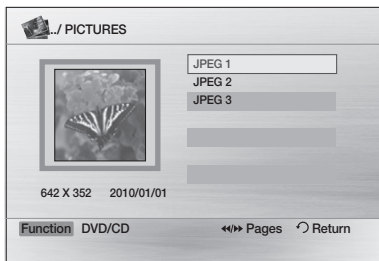 ../ PICTURES
JPEG 1
JPEG 2
JPEG 3
642 X 352 2010/01/01
Function DVD/CD ◀◀/▶▶ Pages Return